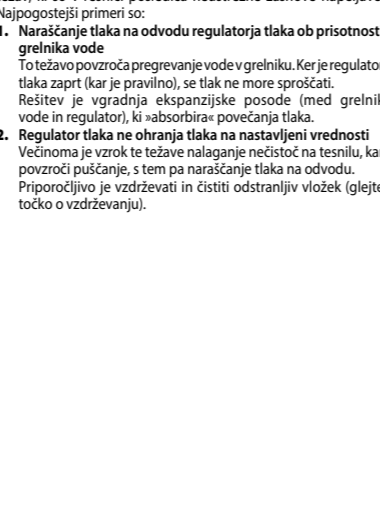 Najpogostejši primeri so:
1. Naraščanje tlaka na odvodu regulatorja tlaka ob prisotnosti
grelnika vode
To težavo povzroča pregrevanje vode v grelniku. Ker je regulator
tlaka zaprt (kar je pravilno), se tlak ne more sproščati.
Rešitev je vgradnja ekspanzijske posode (med grelnik
vode in regulator), ki »absorbira« povečanja tlaka.
2. Regulator tlaka ne ohranja tlaka na nastavljeni vrednosti
Večinoma je vzrok te težave nalaganje nečistoč na tesnilu, kar
povzroči puščanje, s tem pa naraščanje tlaka na odvodu.
Priporočljivo je vzdrževati in čistiti odstranljiv vložek (glejte
točko o vzdrževanju).